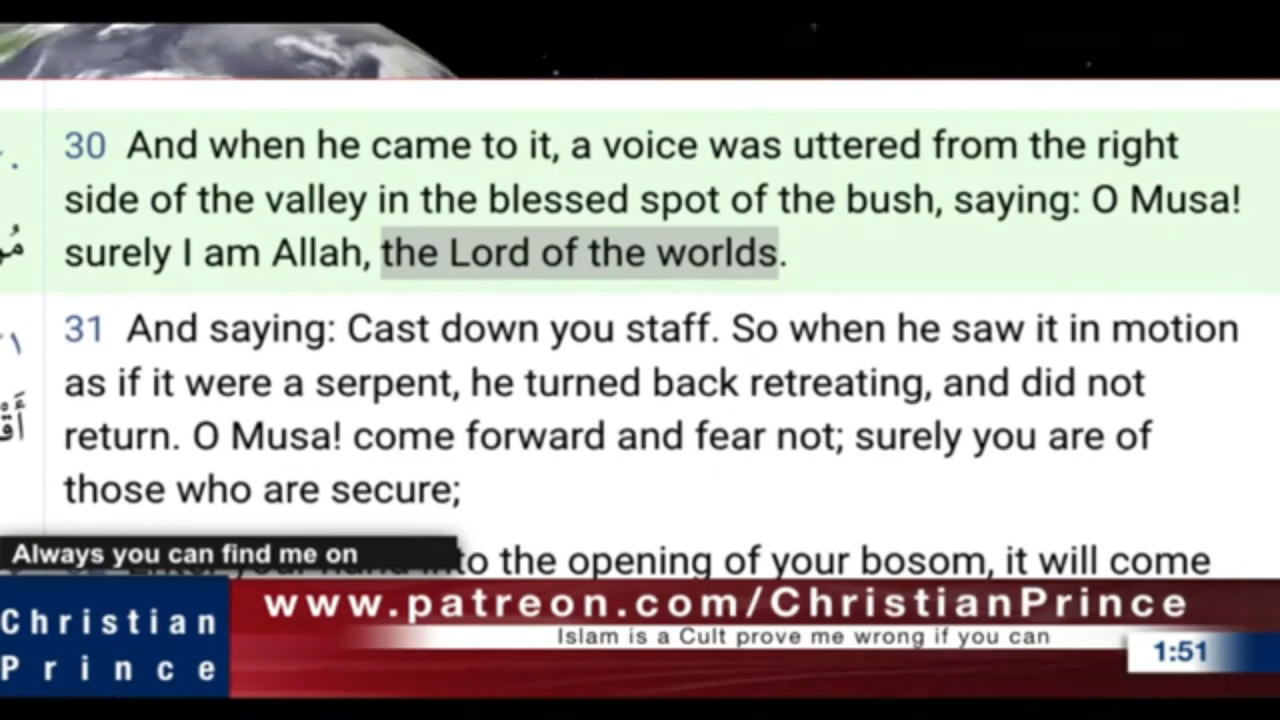 30 And when he came to it, a voice was uttered from the right
side of the valley in the blessed spot of the bush, saying: O Musa!
surely I am Allah, the Lord of the worlds.
31 And saying: Cast down you staff. So when he saw it in motion
as if it were a serpent, he turned back retreating, and did not
return. O Musa! come forward and fear not; surely you are of
those who are secure;
to the opening of your bosom, it will come
Always you can find me on
www.patreon.com/ChristianPrince
Islam is a Cult prove me wrong if you can
Christian
Prince
1:51